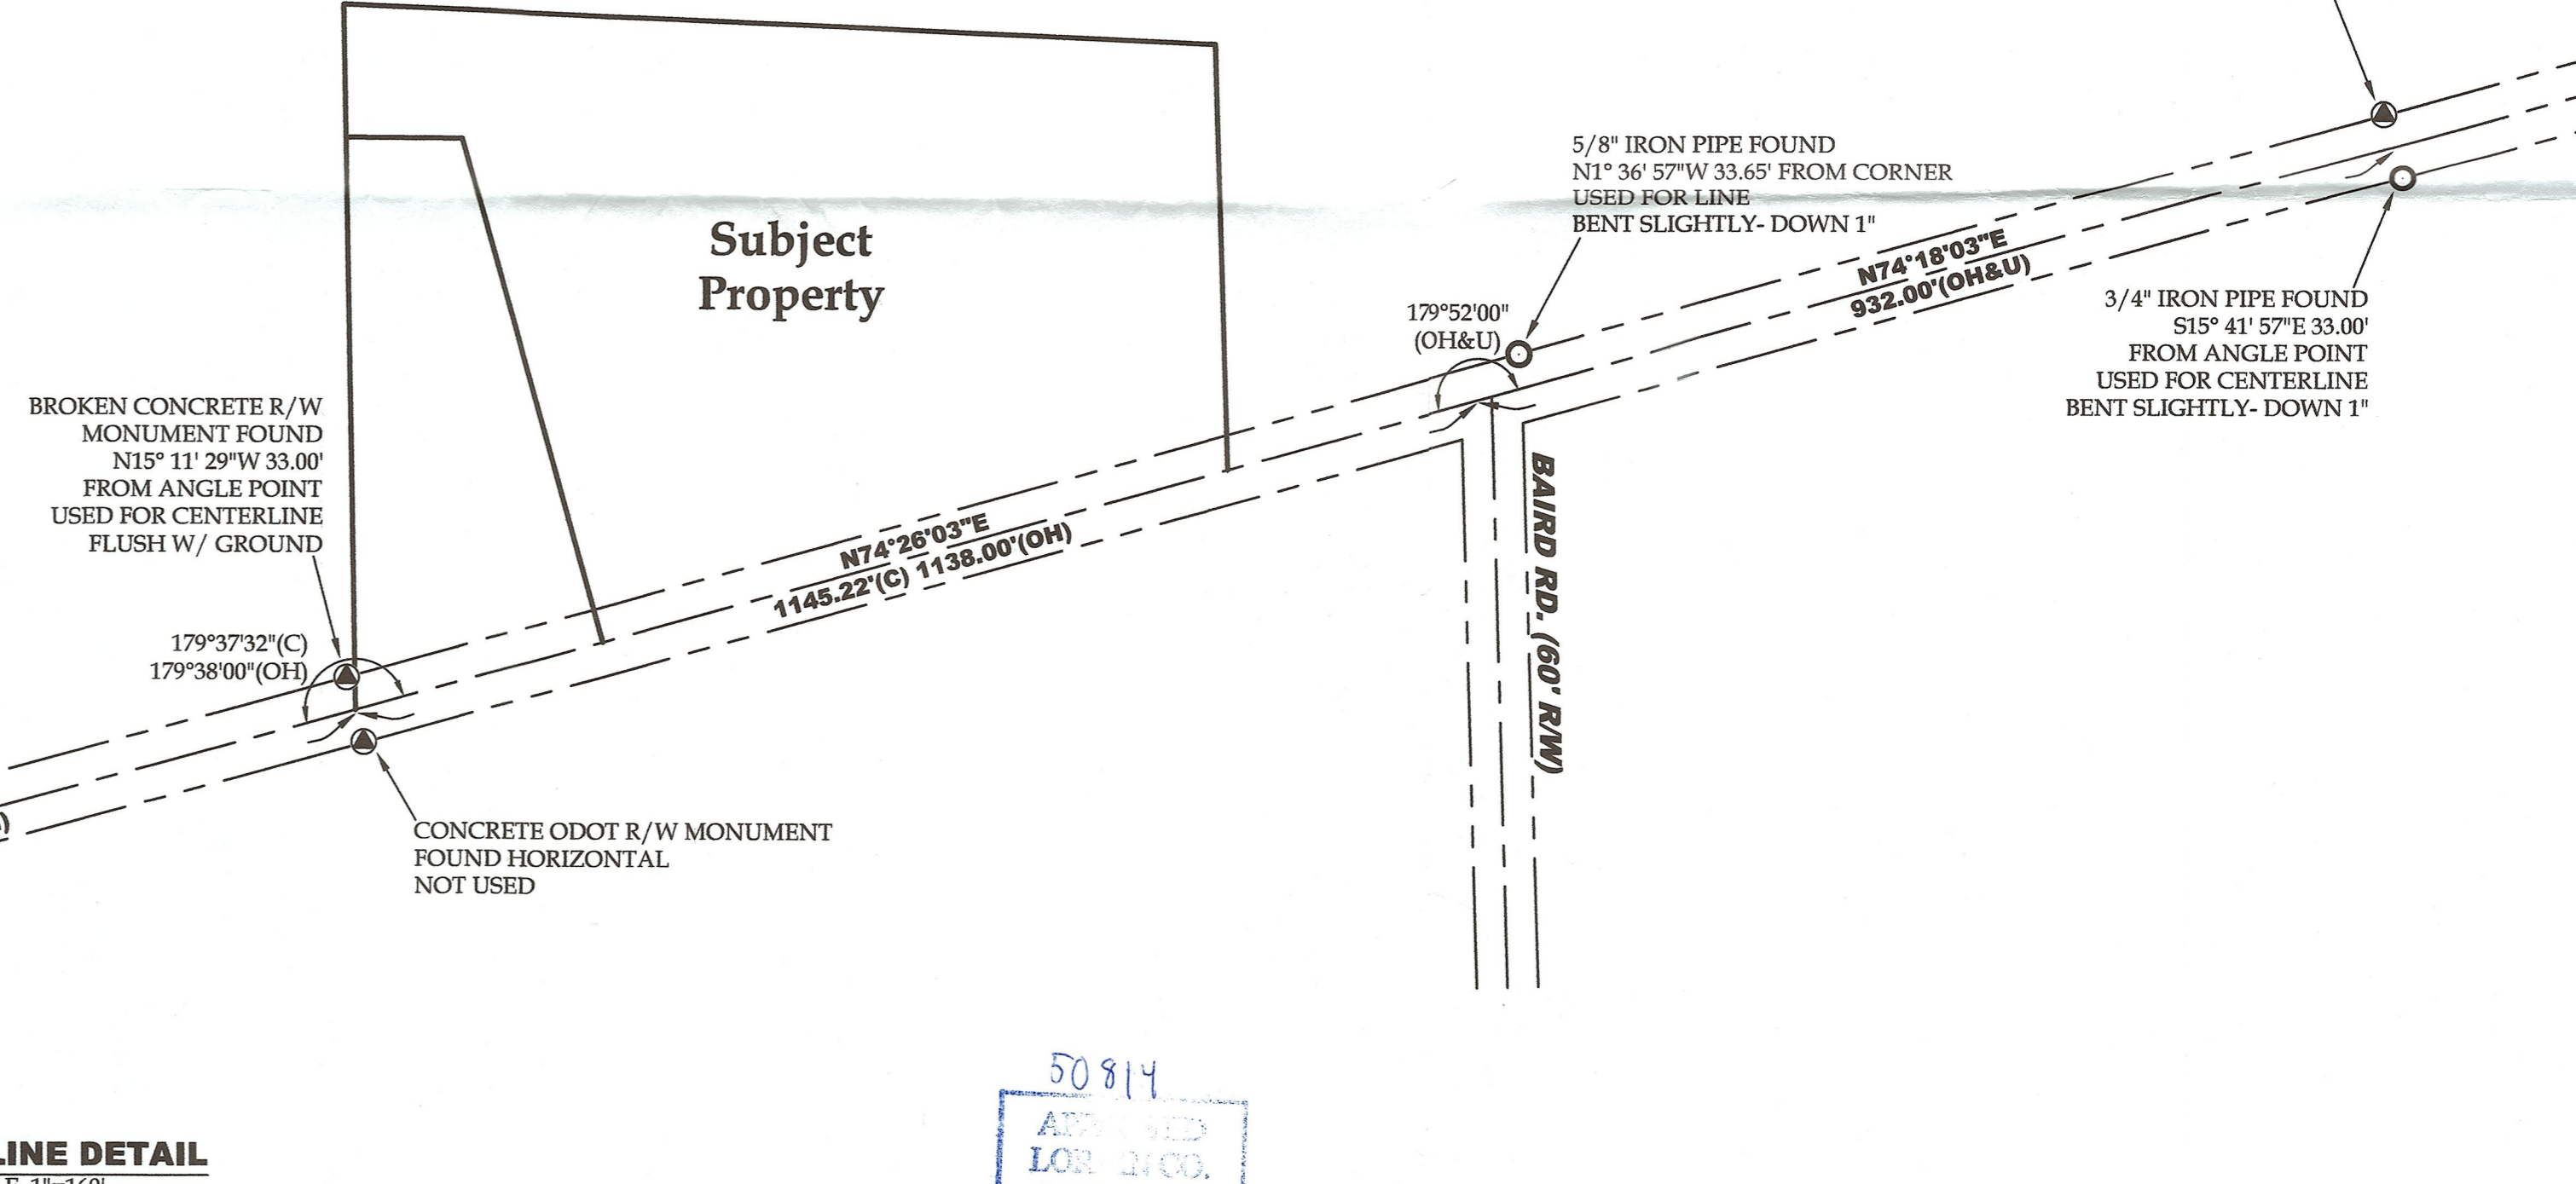 Subject
Property
5/8" IRON PIPE FOUND
N1° 36' 57"W 33.65' FROM CORNER
USED FOR LINE
BENT SLIGHTLY- DOWN 1"
N74°18'03"E
932.00'(OH&U)
179°52'00"
(OH&U)
3/4" IRON PIPE FOUND
S15° 41' 57"E 33.00'
FROM ANGLE POINT
USED FOR CENTERLINE
BENT SLIGHTLY- DOWN 1"
BROKEN CONCRETE R/W
MONUMENT FOUND
N15° 11' 29"W 33.00'
FROM ANGLE POINT
USED FOR CENTERLINE
FLUSH W/ GROUND
N74°26'03"E
1145.22'(C) 1138.00'(OH)
BAIRD RD. (60' R/W)
179°37'32"(C)
179°38'00"(OH)
CONCRETE ODOT R/W MONUMENT
FOUND HORIZONTAL
NOT USED
50814
CO.
LINE DETAIL